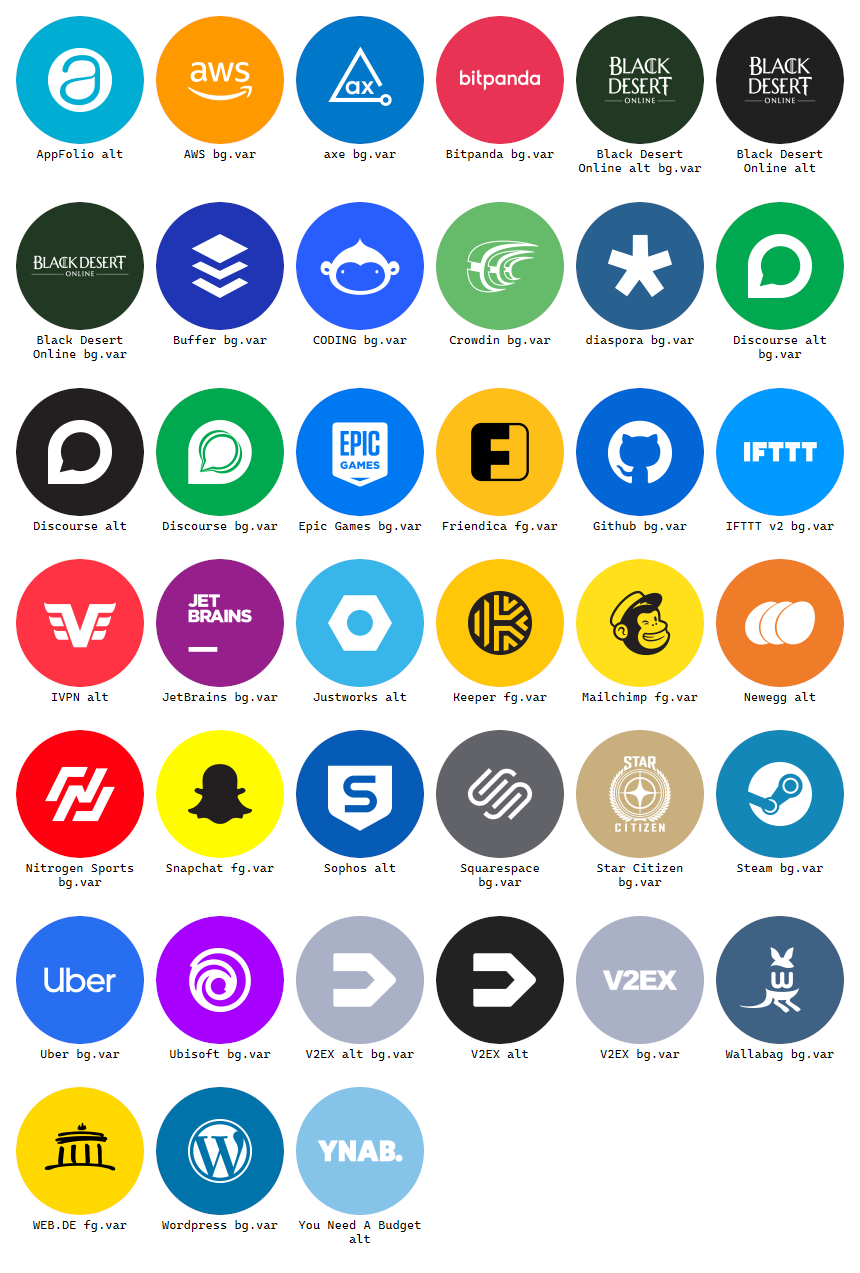 aws
ax
bitpanda
BLACK
DESERT
ONLINE
BLACK
DESERT
ONLINE
AppFolio alt
AWS bg.var
axe bg.var
Bitpanda bg.var
Black Desert
Online alt bg.var
Black Desert
Online alt
BLACK DESERT
ONLINE
Black Desert
Online bg.var
Buffer bg.var
CODING bg.var
Crowdin bg.var
diaspora bg.var
Discourse alt
bg.var
EPIC
GAMES
IFTTT
Discourse alt
Discourse bg.var
Epic Games bg.var
Friendica fg.var
Github bg.var
IFTTT v2 bg.var
JET
BRAINS
IVPN alt
JetBrains bg.var
Justworks alt
Keeper fg.var
Mailchimp fg.var
Newegg alt
S
STAR
CITIZEN
Nitrogen Sports
bg.var
Snapchat fg.var
Sophos alt
Squarespace
bg.var
Star Citizen
bg.var
Steam bg.var
Uber
V2EX
W
Uber bg.var
Ubisoft bg.var
V2EX alt bg.var
V2EX alt
V2EX bg.var
Wallabag bg.var
W
YNAB.
WEB.DE fg.var
Wordpress bg.var
You Need A Budget
alt